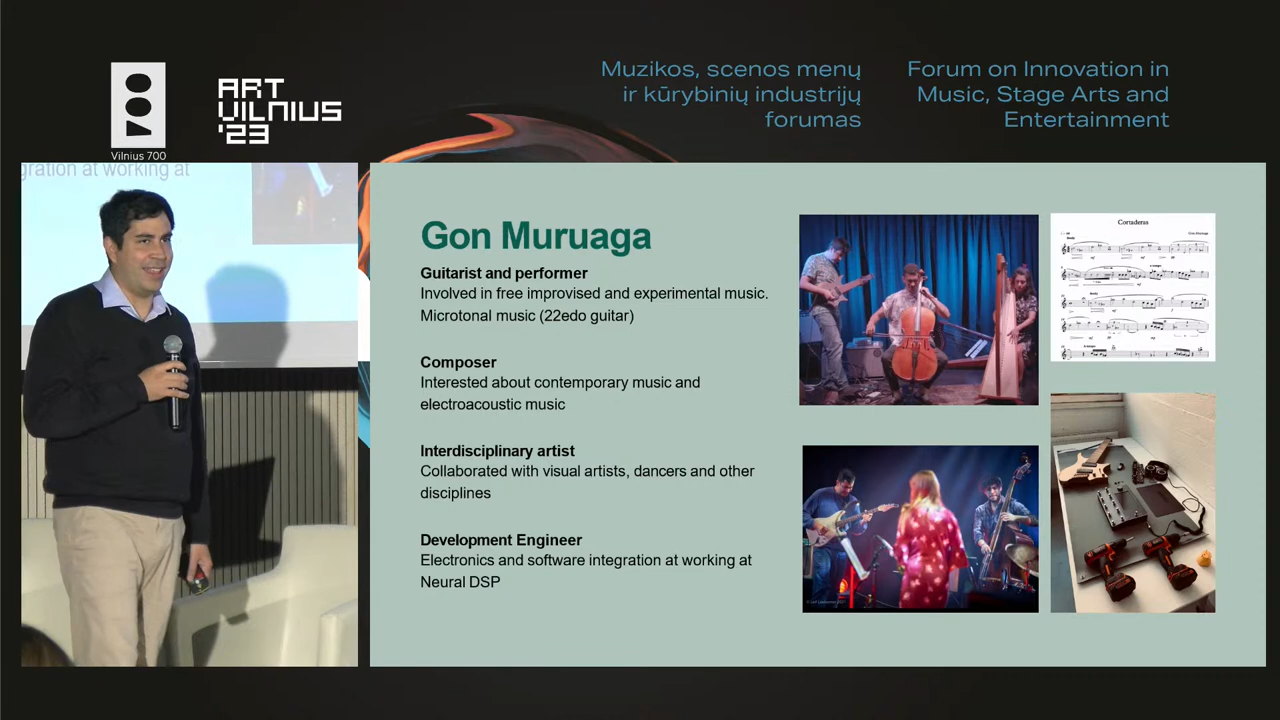 Muzikos, scenos menų
ir kūrybinių industrijų
forumas
Forum on Innovation in
Music, Stage Arts and
Entertainment
Vilnius 700
ART
VILNIUS
'23
gration at working at
Gon Muruaga
Guitarist and performer
Involved in free improvised and experimental music.
Microtonal music (22edo guitar)
Composer
Interested about contemporary music and
electroacoustic music
Interdisciplinary artist
Collaborated with visual artists, dancers and other
disciplines
Development Engineer
Electronics and software integration at working at
Neural DSP
Cortaderas
Gon Muruaga